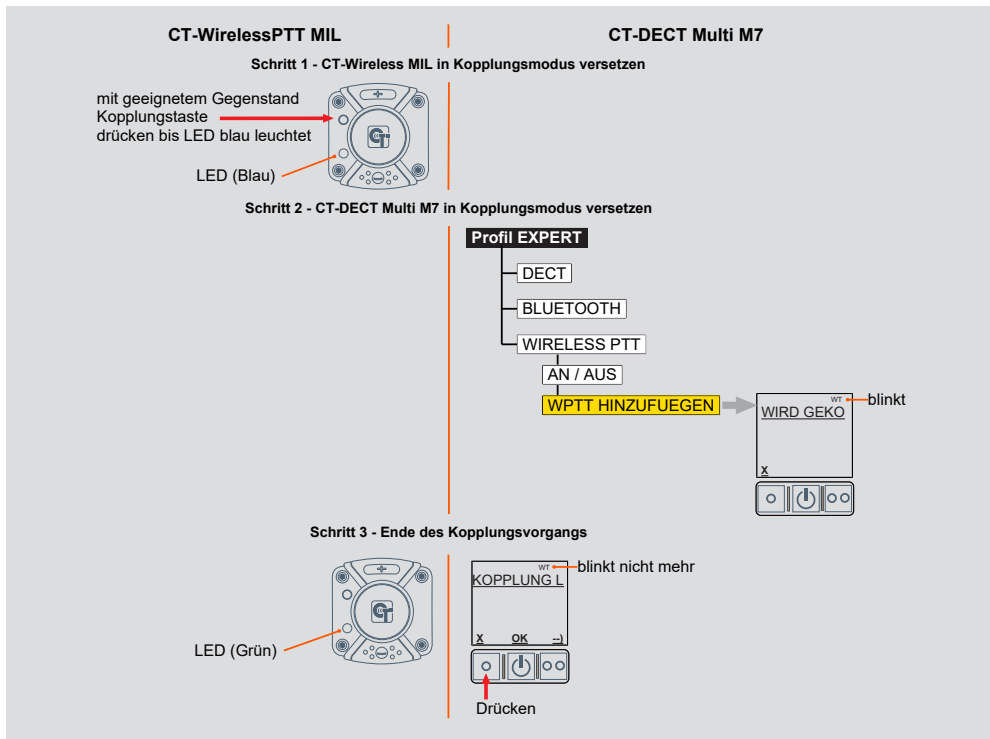 CT-WirelessPTT MIL
CT-DECT Multi M7
Schritt 1 - CT-Wireless MIL in Kopplungsmodus versetzen
mit geeignetem Gegenstand
Kopplungstaste
drücken bis LED blau leuchtet
LED (Blau)
Schritt 2 - CT-DECT Multi M7 in Kopplungsmodus versetzen
Profil EXPERT
DECT
BLUETOOTH
WIRELESS PTT
AN / AUS
WPTT HINZUFUEGEN
WT
blinkt
WIRD GEKO
X
Schritt 3 - Ende des Kopplungsvorgangs
WT
blinkt nicht mehr
KOPPLUNG L
X OK --)
LED (Grün)
Drücken